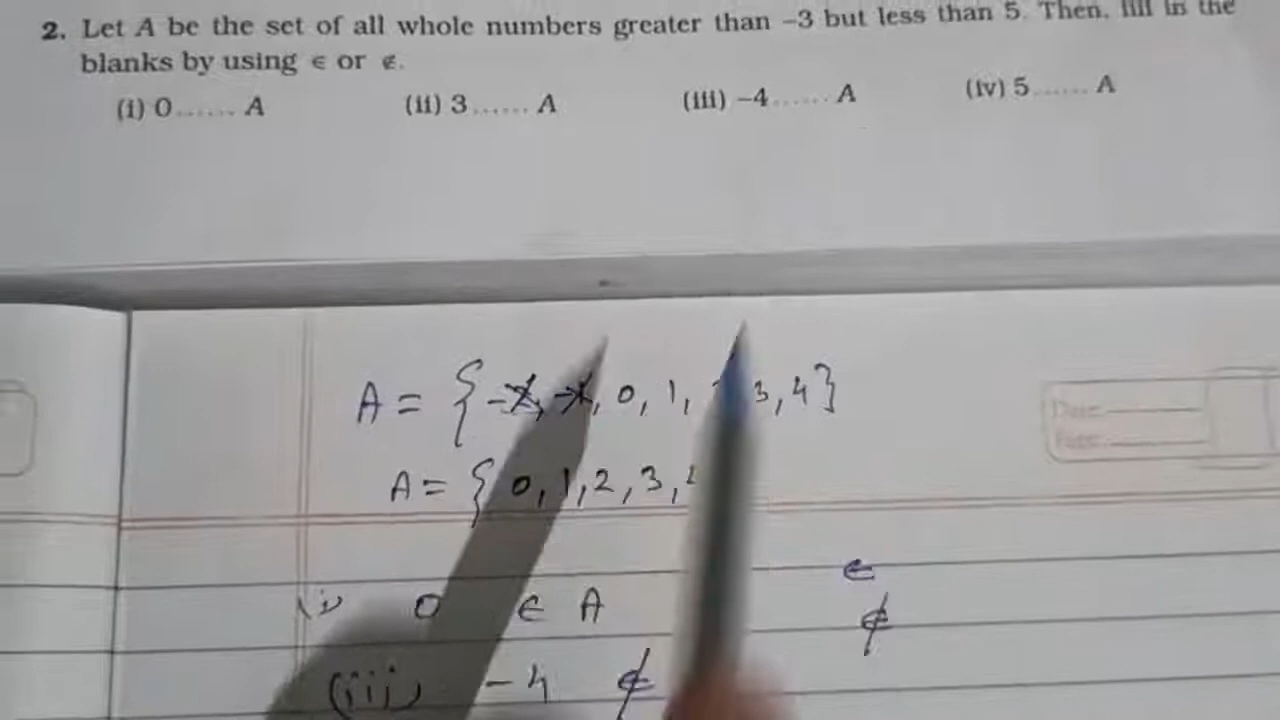 2. Let A be the set of all whole numbers greater than –3 but less than 5. Then, fill in the
blanks by using ∈ or ∉.
(i) 0 ...... A (ii) 3 ...... A (iii) –4 ...... A (iv) 5 ...... A
A = { -2, -1, 0, 1, 3, 4 }
A = { 0, 1, 2, 3,
Date
Page
∈
(i) 0 ∈ A
∉
(iii) -4 ∉